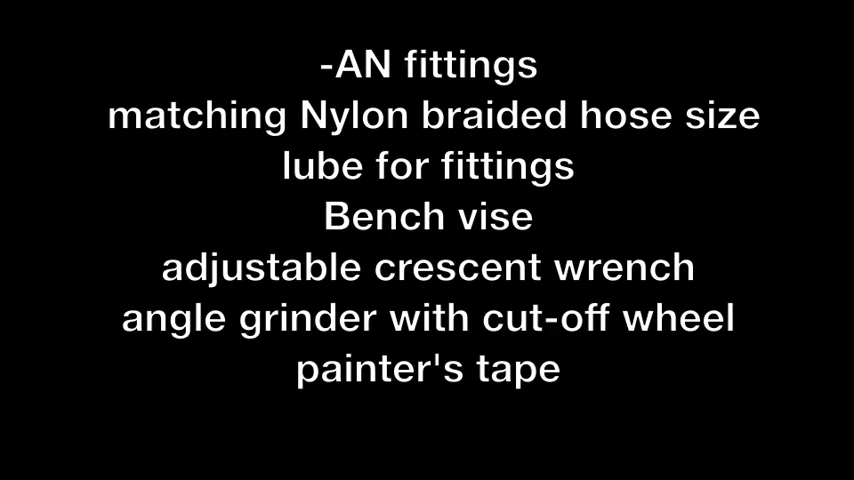 -AN fittings
matching Nylon braided hose size
lube for fittings
Bench vise
adjustable crescent wrench
angle grinder with cut-off wheel
painter's tape